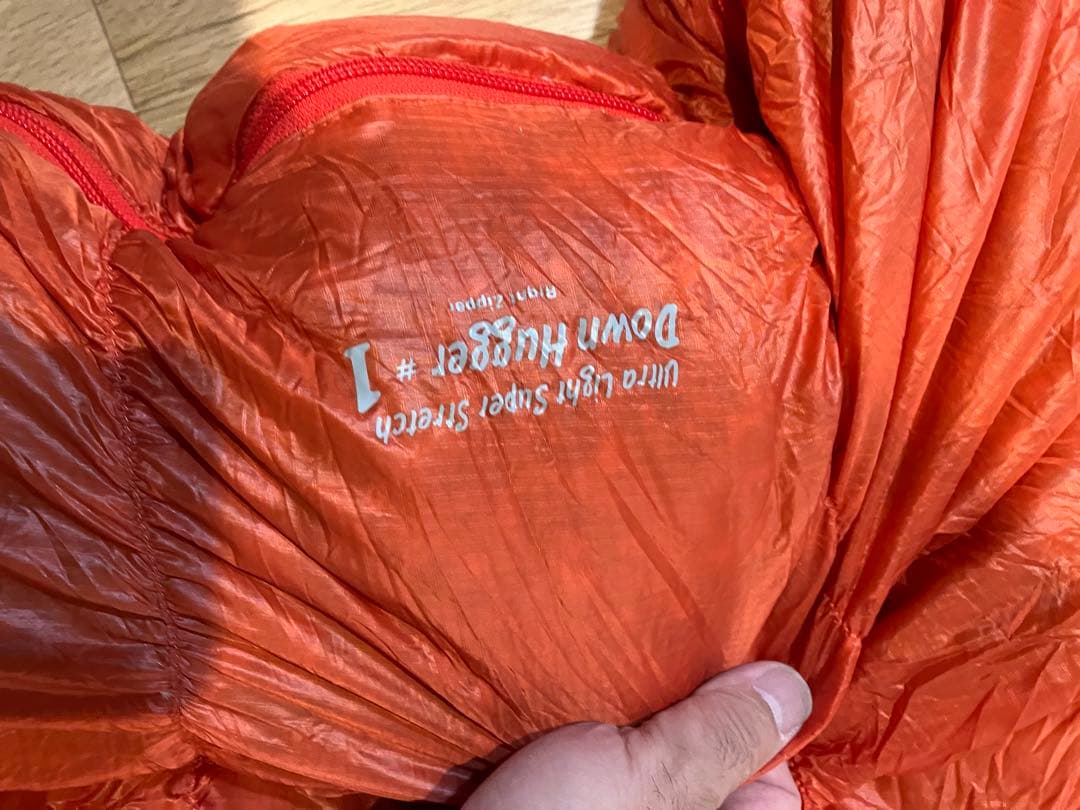 Ultra Light Super Stretch
Down Hugger # 1
Right Zipper